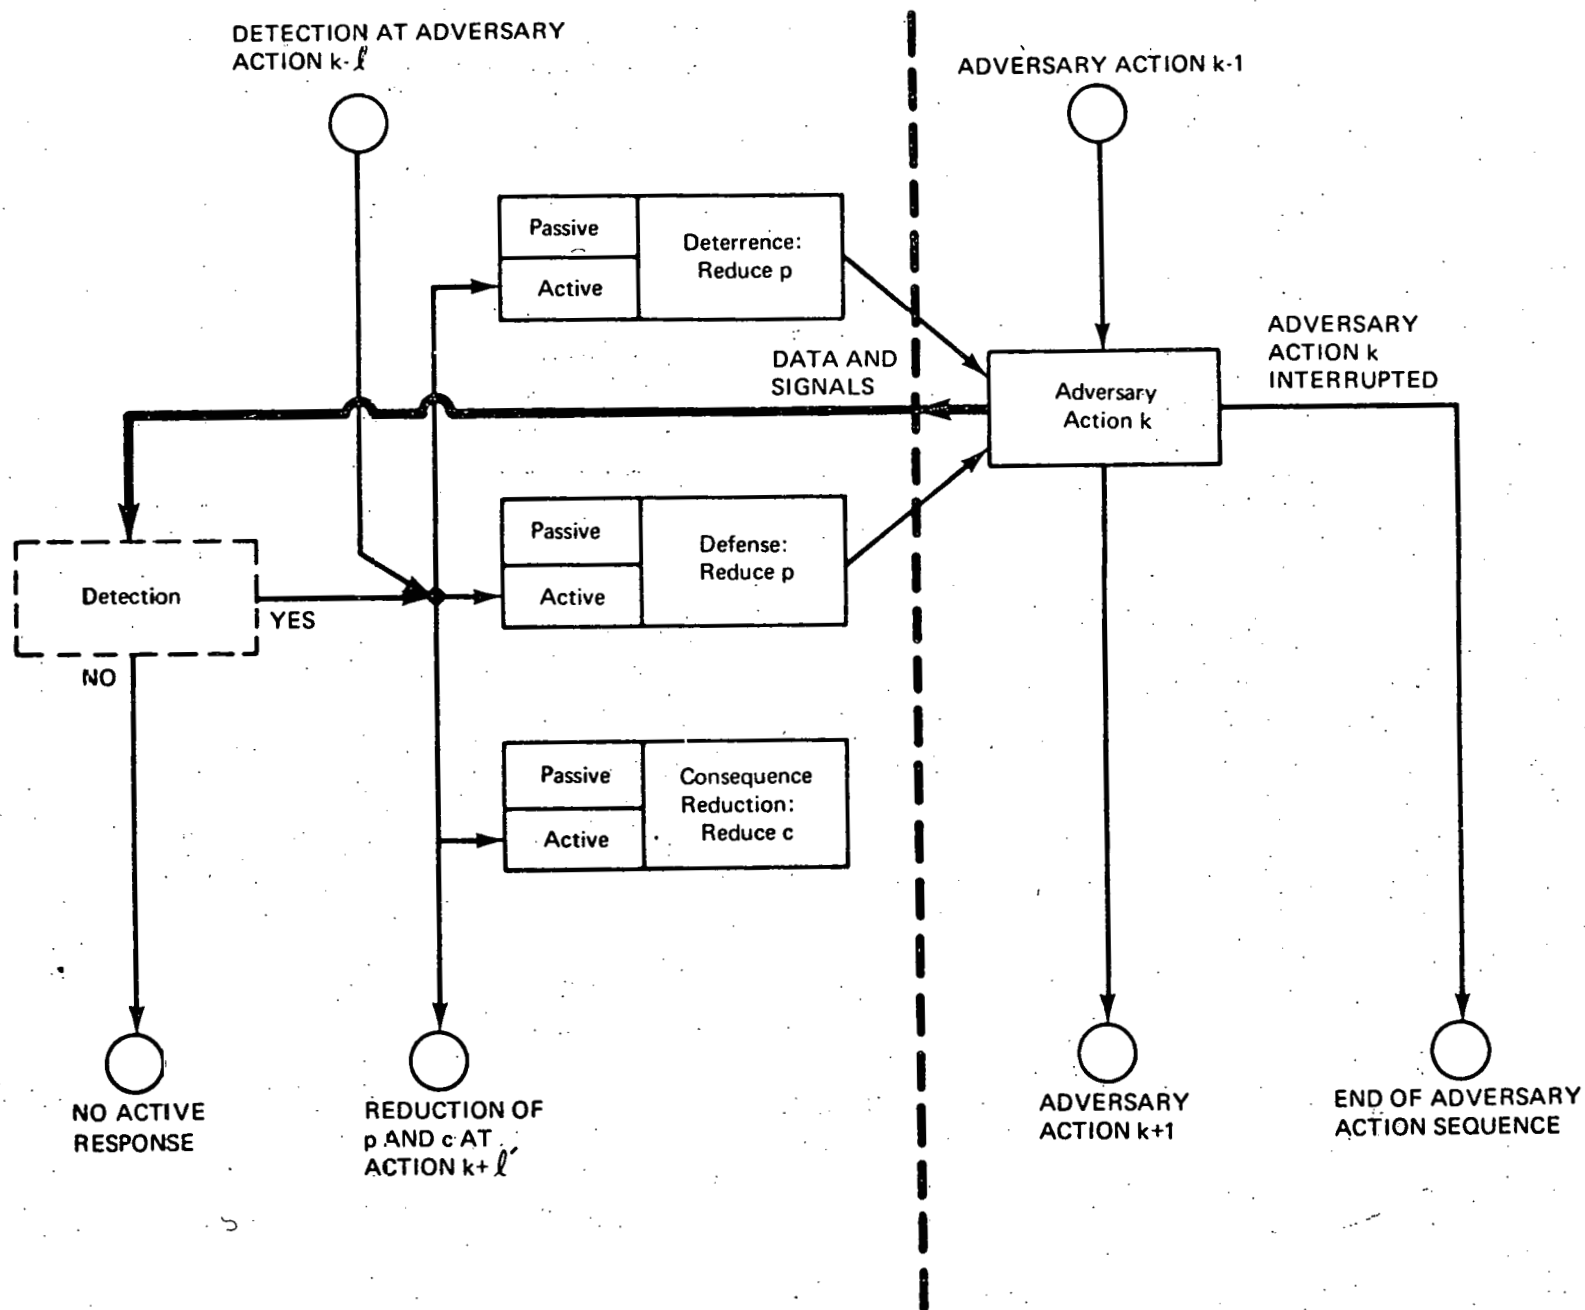 DETECTION AT ADVERSARY
ACTION k-ℓ
ADVERSARY ACTION k-1
Passive
Active
Deterrence:
Reduce p
DATA AND
SIGNALS
Adversary
Action k
ADVERSARY
ACTION k
INTERRUPTED
Detection
YES
NO
Passive
Active
Defense:
Reduce p
Passive
Active
Consequence
Reduction:
Reduce c
NO ACTIVE
RESPONSE
REDUCTION OF
p AND c AT
ACTION k+ℓ′
ADVERSARY
ACTION k+1
END OF ADVERSARY
ACTION SEQUENCE